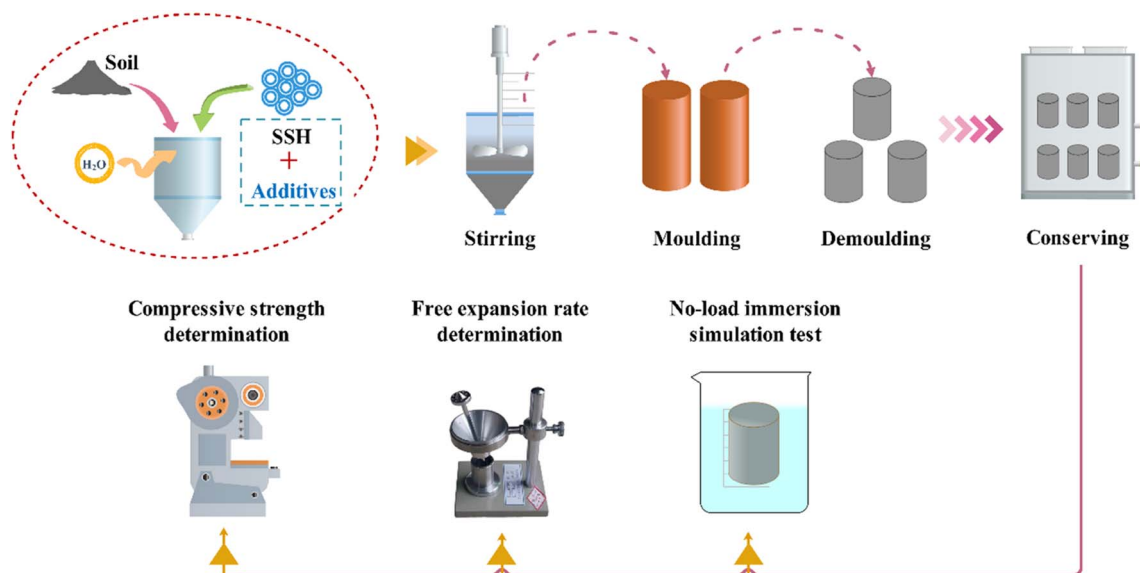 Soil
H₂O
SSH
+
Additives
Stirring
Moulding
Demoulding
Conserving
Compressive strength
determination
Free expansion rate
determination
No-load immersion
simulation test